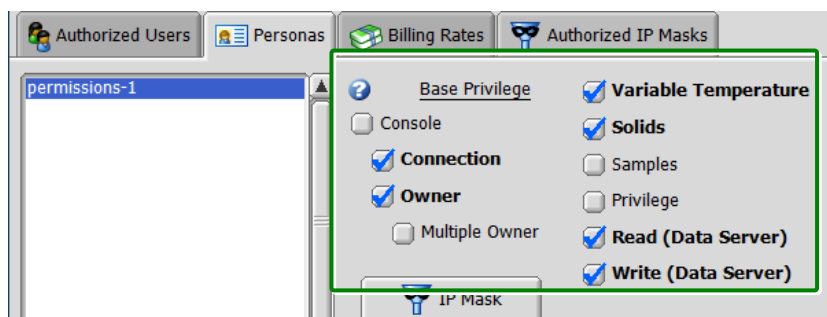 Authorized Users Personas Billing Rates Authorized IP Masks
permissions-1
Base Privilege
Console
Connection
Owner
Multiple Owner
Variable Temperature
Solids
Samples
Privilege
Read (Data Server)
Write (Data Server)
IP Mask